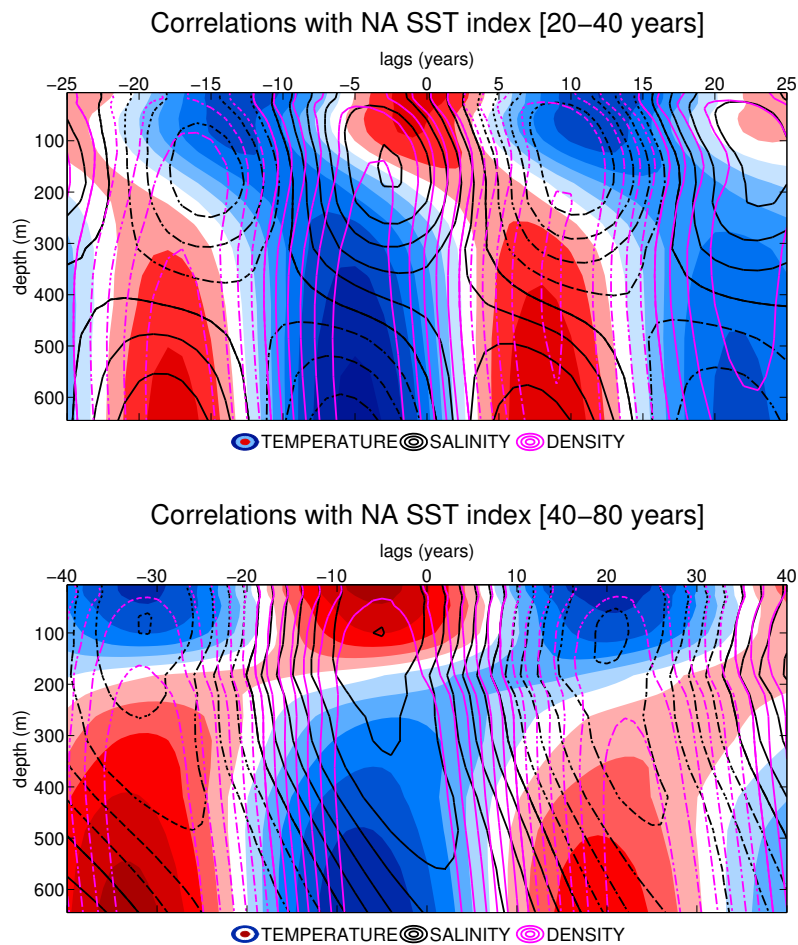 Correlations with NA SST index [20−40 years]
lags (years)
−25 −20 −15 −10 −5 0 5 10 15 20 25
depth (m)
100
200
300
400
500
600
TEMPERATURE SALINITY DENSITY
Correlations with NA SST index [40−80 years]
lags (years)
−40 −30 −20 −10 0 10 20 30 40
depth (m)
100
200
300
400
500
600
TEMPERATURE SALINITY DENSITY